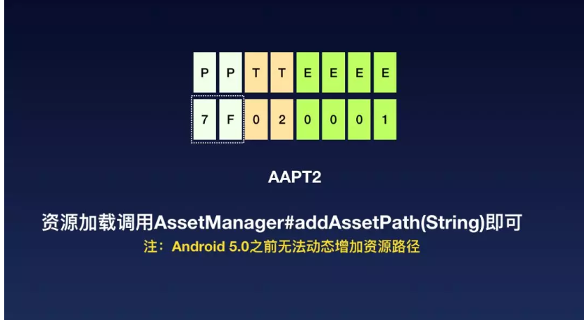 P P T T E E E E
7 F 0 2 0 0 0 1
AAPT2
资源加载调用AssetManager#addAssetPath(String)即可
注：Android 5.0之前无法动态增加资源路径